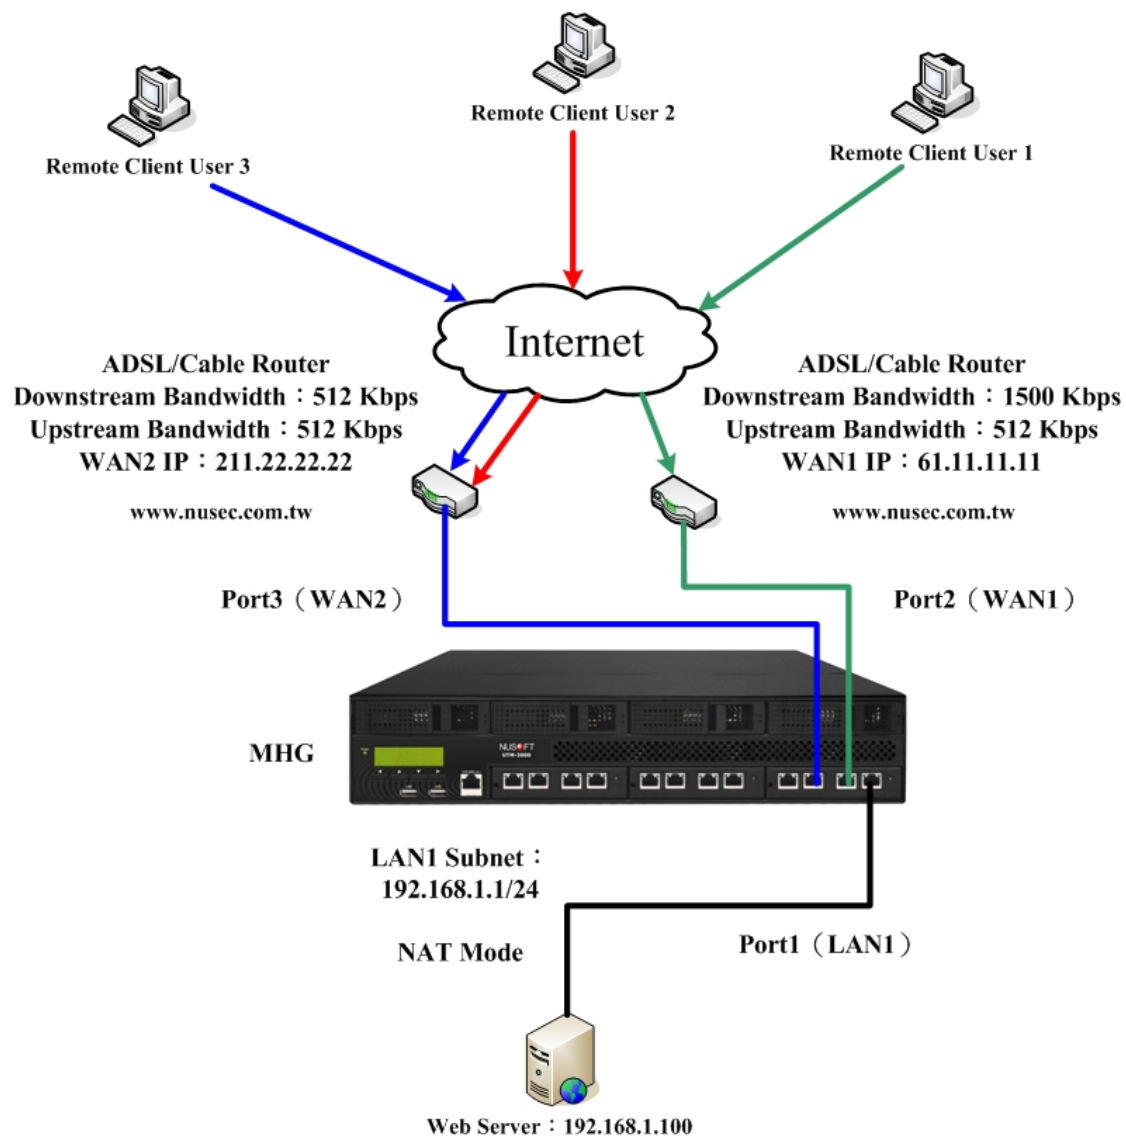 Remote Client User 2
Remote Client User 1
Remote Client User 3
Internet
ADSL/Cable Router
Downstream Bandwidth：512 Kbps
Upstream Bandwidth：512 Kbps
WAN2 IP：211.22.22.22
www.nusec.com.tw
ADSL/Cable Router
Downstream Bandwidth：1500 Kbps
Upstream Bandwidth：512 Kbps
WAN1 IP：61.11.11.11
www.nusec.com.tw
Port3（WAN2）
Port2（WAN1）
MHG
NUSOFT
UTM-3000
LAN1 Subnet：
192.168.1.1/24
NAT Mode
Port1（LAN1）
Web Server：192.168.1.100